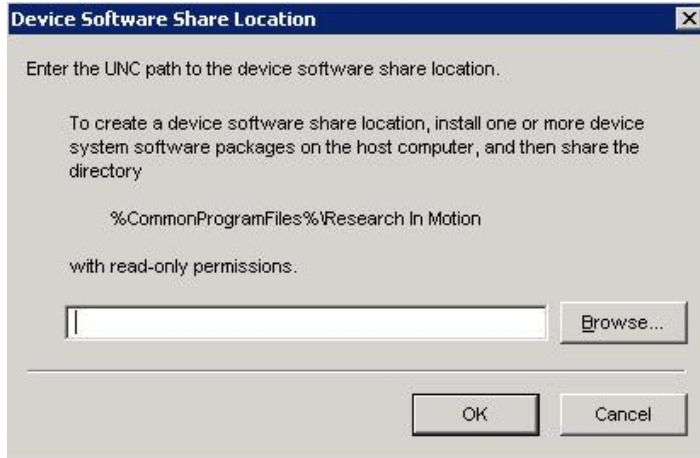 Device Software Share Location
Enter the UNC path to the device software share location.
To create a device software share location, install one or more device
system software packages on the host computer, and then share the
directory
%CommonProgramFiles%\Research In Motion
with read-only permissions.
Browse...
OK
Cancel